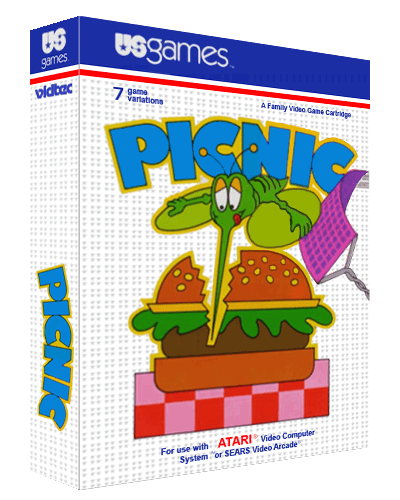 US
games
vidtec
PICNIC
USgames™
7 game
variations
A Family Video Game Cartridge
PICNIC
For use with ATARI® Video Computer
System™ or SEARS Video Arcade™